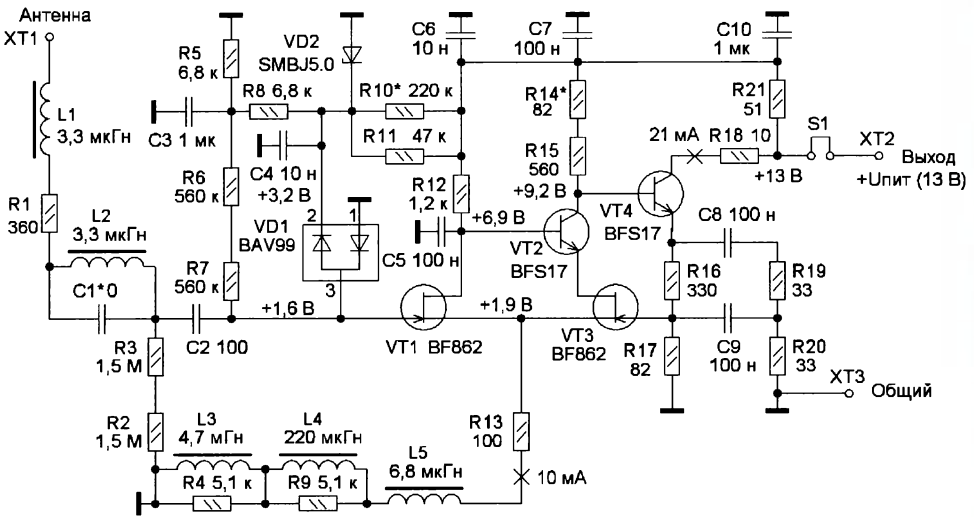 Антенна
XT1
L1
3,3 мкГн
R1
360
L2
3,3 мкГн
C1*0
R3
1,5 М
R2
1,5 М
R5
6,8 к
C3 1 мк
R6
560 к
R7
560 к
C2 100
R8 6,8 к
VD2
SMBJ5.0
R10* 220 к
R11 47 к
C4 10 н
+3,2 В
VD1
BAV99
2
1
3
+1,6 В
C6
10 н
R12
1,2 к
C5 100 н
+6,9 В
VT1 BF862
+1,9 В
C7
100 н
R14*
82
R15
560
+9,2 В
VT2
BFS17
VT3
BF862
VT4
BFS17
21 мА
R18 10
C10
1 мк
R21
51
+13 В
S1
XT2
Выход
+Uпит (13 В)
C8 100 н
R16
330
R19
33
C9
100 н
R17
82
R20
33
XT3
Общий
R13
100
10 мА
L3
4,7 мГн
R4 5,1 к
L4
220 мкГн
R9 5,1 к
L5
6,8 мкГн